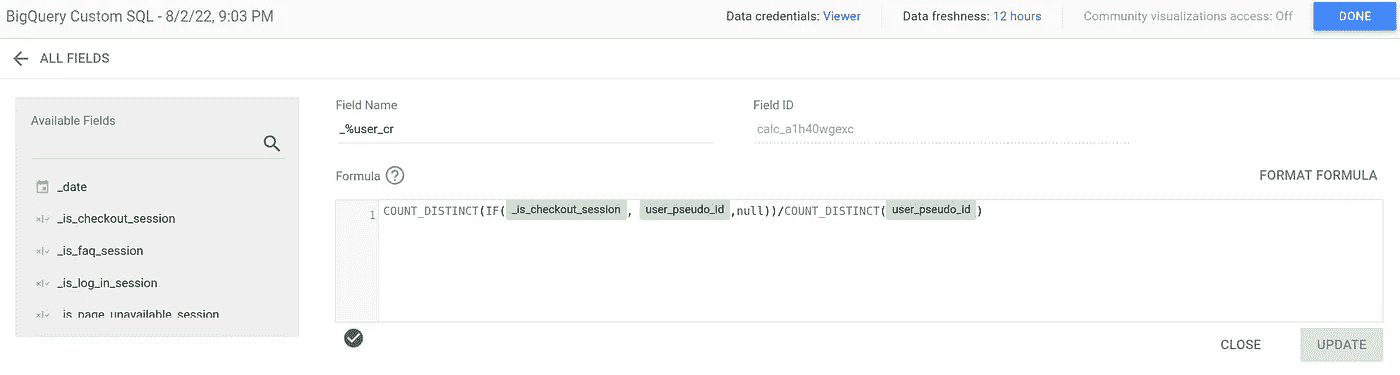 BigQuery Custom SQL - 8/2/22, 9:03 PM
Data credentials: Viewer
Data freshness: 12 hours
Community visualizations access: Off
DONE
ALL FIELDS
Available Fields
_date
_is_checkout_session
_is_faq_session
_is_log_in_session
_is_page_unavailable_session
Field Name
_%user_cr
Field ID
calc_a1h40wgexc
Formula ?
FORMAT FORMULA
1 COUNT_DISTINCT(IF( _is_checkout_session , user_pseudo_id ,null))/COUNT_DISTINCT( user_pseudo_id )
CLOSE
UPDATE